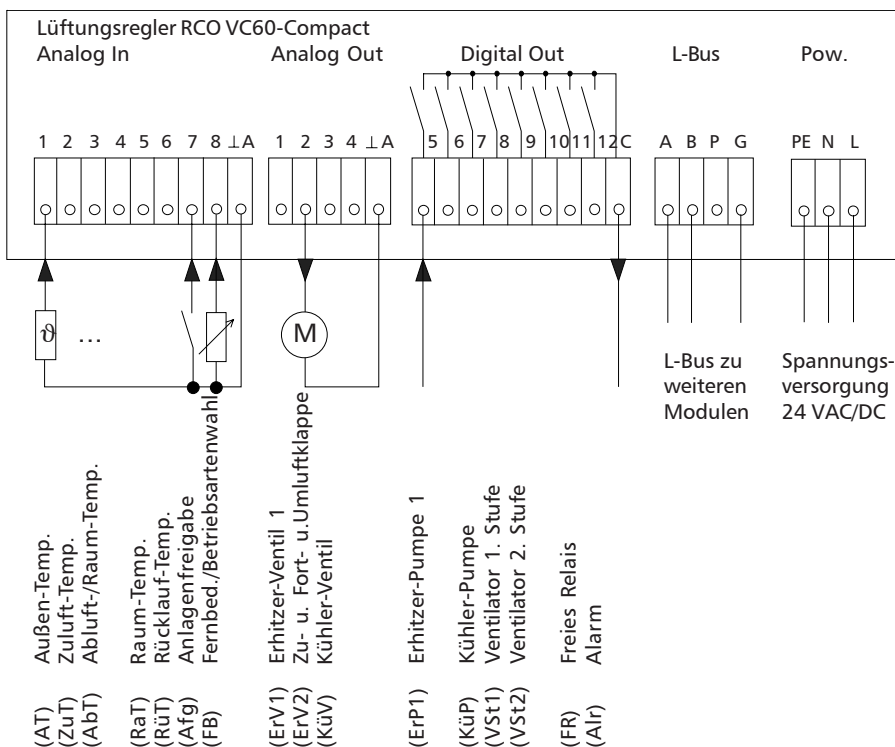 Lüftungsregler RCO VC60-Compact
Analog In
Analog Out
Digital Out
L-Bus
Pow.
1 2 3 4 5 6 7 8 ⊥A
1 2 3 4 ⊥A
5 6 7 8 9 10 11 12 C
A B P G
PE N L
ϑ
...
M
L-Bus zu
weiteren
Modulen
Spannungs-
versorgung
24 VAC/DC
(AT) Außen-Temp.
(ZuT) Zuluft-Temp.
(AbT) Abluft-/Raum-Temp.
(RaT) Raum-Temp.
(RüT) Rücklauf-Temp.
(Afg) Anlagenfreigabe
(FB) Fernbed./Betriebsartenwahl
(ErV1) Erhitzer-Ventil 1
(ErV2) Zu- u. Fort- u.Umluftklappe
(KüV) Kühler-Ventil
(ErP1) Erhitzer-Pumpe 1
(KüP) Kühler-Pumpe
(VSt1) Ventilator 1. Stufe
(VSt2) Ventilator 2. Stufe
(FR) Freies Relais
(Alr) Alarm